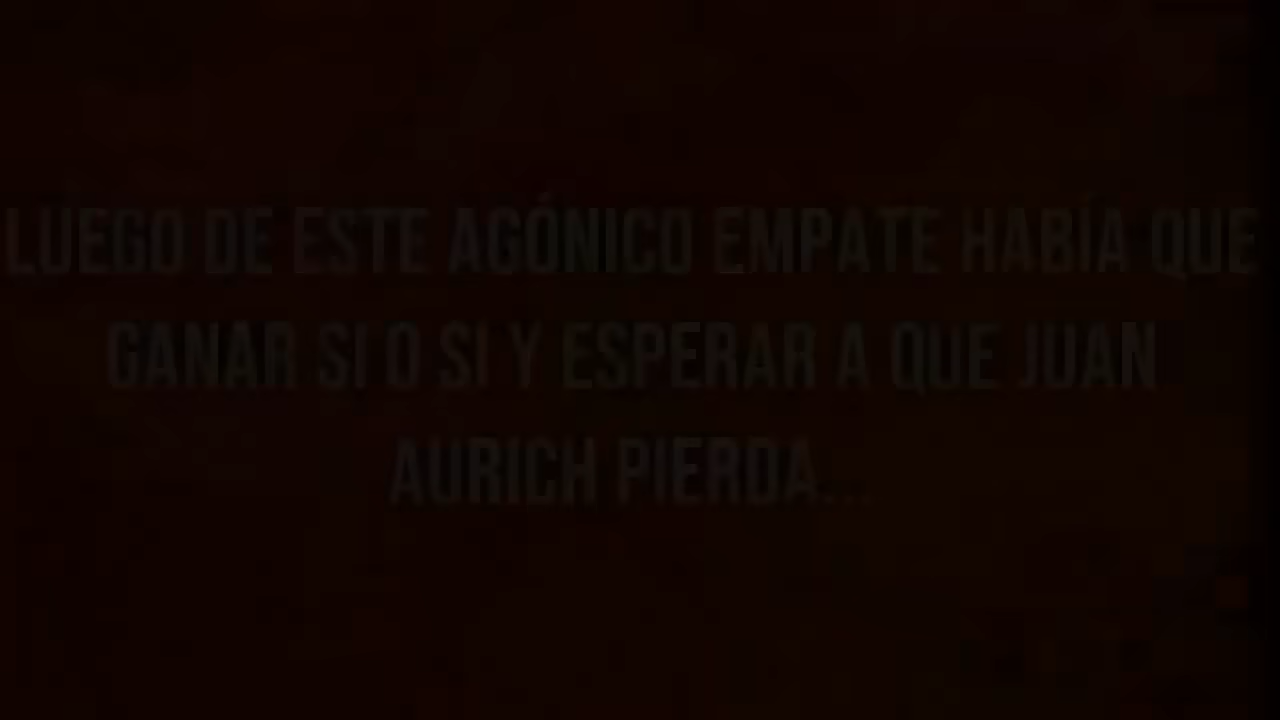 LUEGO DE ESTE AGÓNICO EMPATE HABÍA QUE
GANAR SI O SI Y ESPERAR A QUE JUAN
AURICH PIERDA...